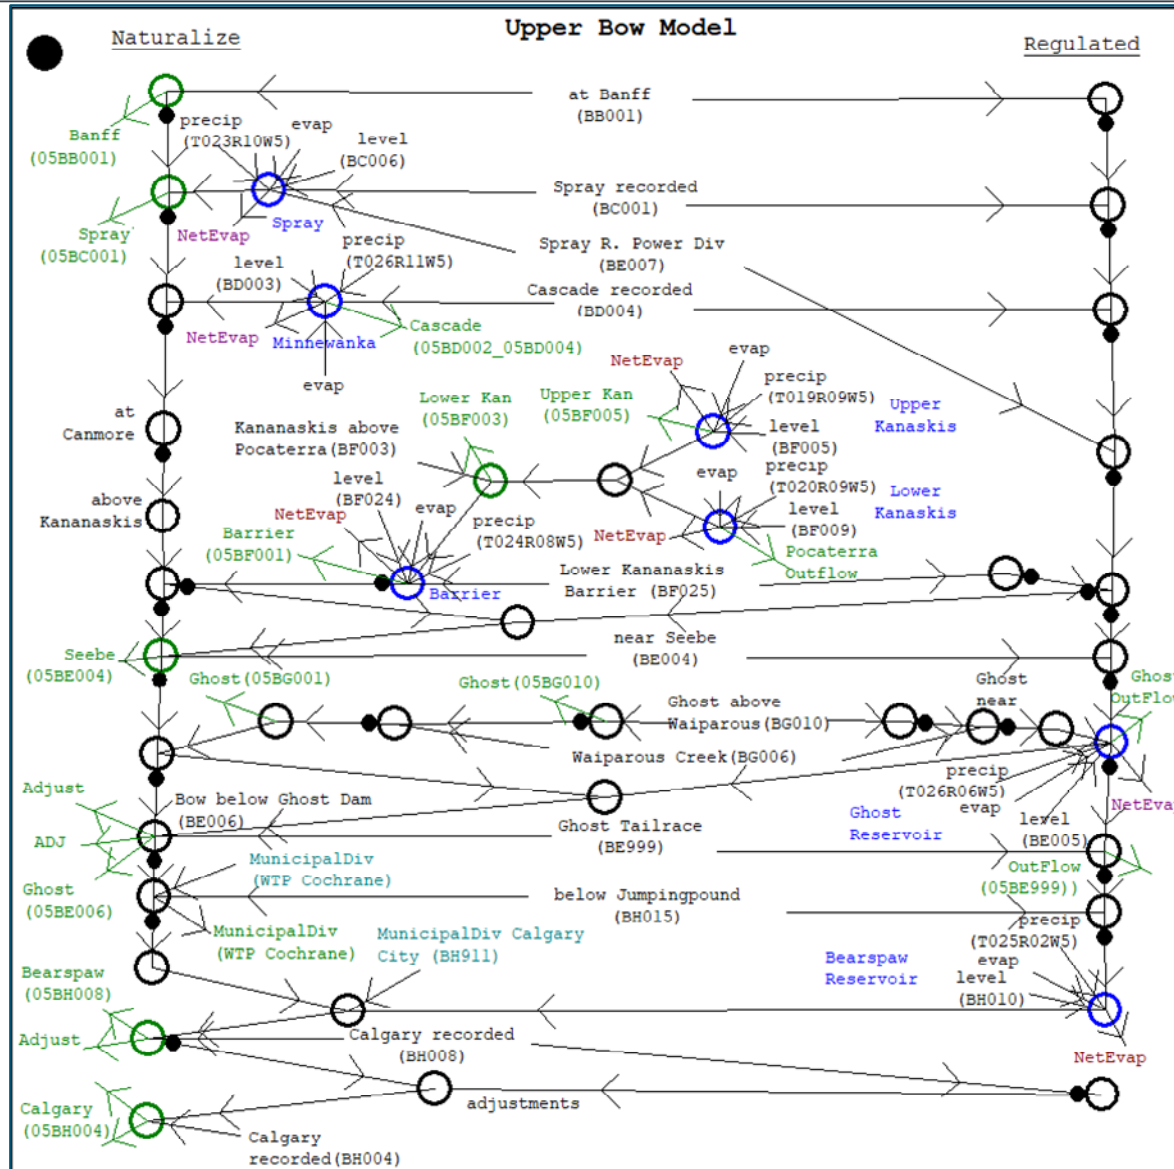 Upper Bow Model
Naturalize
Regulated
at Banff
(BB001)
Banff
(05BB001)
precip
(T023R10W5)
evap
level
(BC006)
Spray recorded
(BC001)
Spray
(05BC001)
NetEvap
Spray
precip
(T026R11W5)
Spray R. Power Div
(BE007)
level
(BD003)
Cascade recorded
(BD004)
NetEvap
Minnewanka
Cascade
(05BD002_05BD004)
evap
at
Canmore
Lower Kan
(05BF003)
Upper Kan
(05BF005)
NetEvap
evap
precip
(T019R09W5)
Upper
Kanaskis
level
(BF005)
Kananaskis above
Pocaterra(BF003)
level
(BF024)
evap
precip
(T020R09W5)
Lower
Kanaskis
above
Kananaskis
NetEvap
evap
precip
(T024R08W5)
level
(BF009)
NetEvap
Barrier
(05BF001)
Pocaterra
Outflow
Lower Kananaskis
Barrier (BF025)
Barrier
near Seebe
(BE004)
Seebe
(05BE004)
Ghost(05BG001)
Ghost(05BG010)
Ghost above
Waiparous(BG010)
Ghost
near
Ghost
OutFlow
Waiparous Creek(BG006)
precip
(T026R06W5)
evap
level
(BE005)
NetEvap
Adjust
Bow below Ghost Dam
(BE006)
Ghost Tailrace
(BE999)
Ghost
Reservoir
ADJ
MunicipalDiv
(WTP Cochrane)
OutFlow
(05BE999))
Ghost
(05BE006)
below Jumpingpound
(BH015)
MunicipalDiv
(WTP Cochrane)
MunicipalDiv Calgary
City (BH911)
precip
(T025R02W5)
evap
level
(BH010)
Bearspaw
Reservoir
Bearspaw
(05BH008)
Adjust
Calgary recorded
(BH008)
NetEvap
adjustments
Calgary
(05BH004)
Calgary
recorded(BH004)